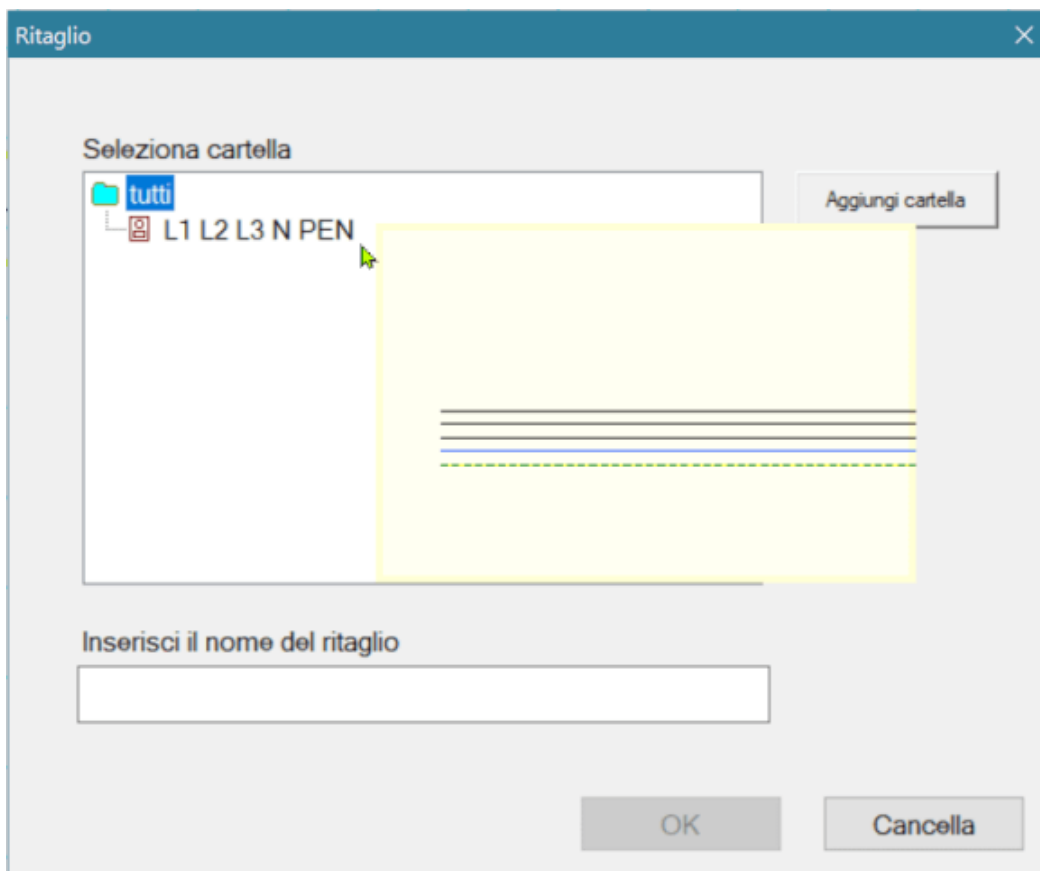 Ritaglio
Seleziona cartella
tutti
Aggiungi cartella
L1 L2 L3 N PEN
Inserisci il nome del ritaglio
OK
Cancella